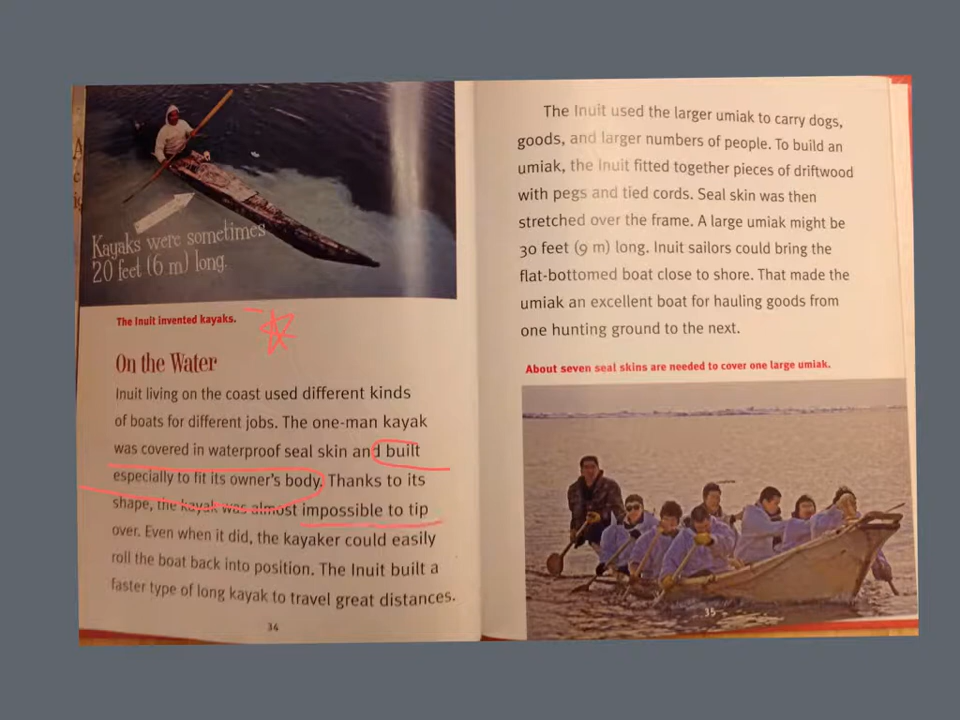 Kayaks were sometimes
20 feet (6 m) long.
The Inuit invented kayaks.
On the Water
Inuit living on the coast used different kinds
of boats for different jobs. The one-man kayak
was covered in waterproof seal skin and built
especially to fit its owner's body. Thanks to its
shape, the kayak was almost impossible to tip
over. Even when it did, the kayaker could easily
roll the boat back into position. The Inuit built a
faster type of long kayak to travel great distances.
34
The Inuit used the larger umiak to carry dogs,
goods, and larger numbers of people. To build an
umiak, the Inuit fitted together pieces of driftwood
with pegs and tied cords. Seal skin was then
stretched over the frame. A large umiak might be
30 feet (9 m) long. Inuit sailors could bring the
flat-bottomed boat close to shore. That made the
umiak an excellent boat for hauling goods from
one hunting ground to the next.
About seven seal skins are needed to cover one large umiak.
35